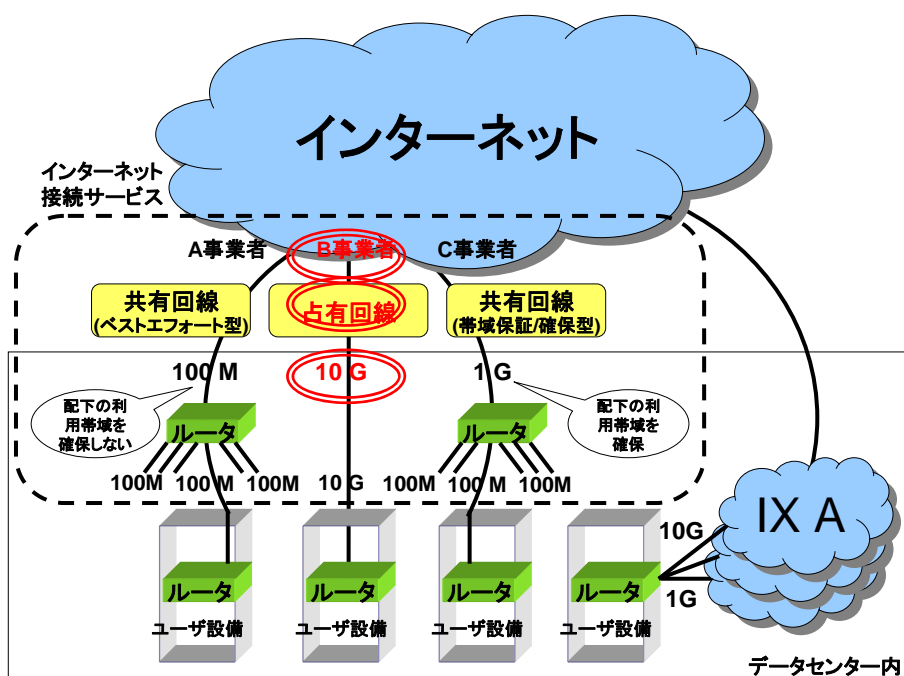 インターネット
インターネット
接続サービス
A事業者
B事業者
C事業者
共有回線
(ベストエフォート型)
占有回線
共有回線
(帯域保証/確保型)
100 M
10 G
1 G
配下の利
用帯域を
確保しない
ルータ
ルータ
配下の利
用帯域を
確保
100M
100 M
100M
10 G
100M
100 M
100M
IX A
10G
1G
ルータ
ルータ
ルータ
ルータ
ユーザ設備
ユーザ設備
ユーザ設備
ユーザ設備
データセンター内